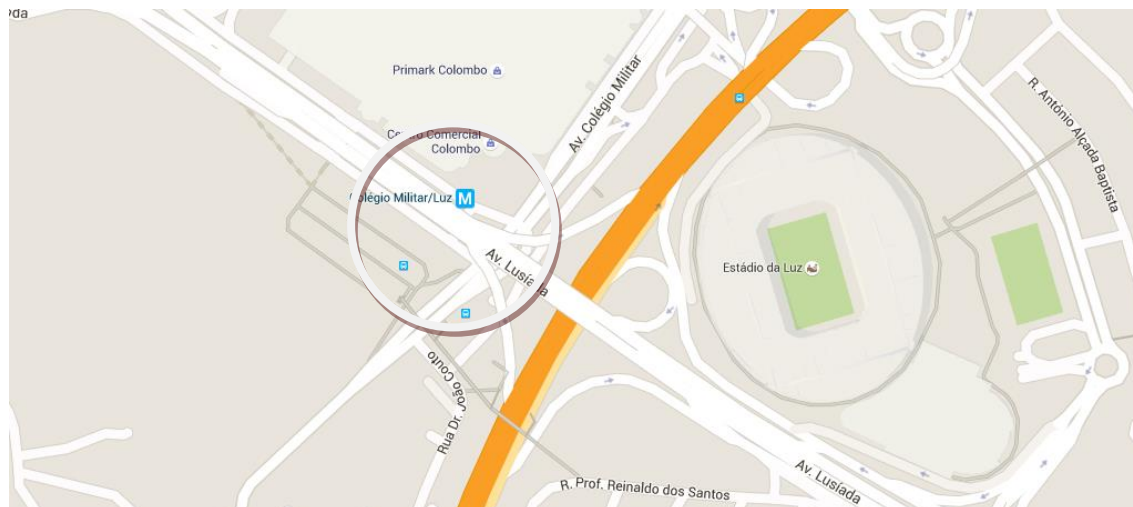 Primark Colombo
Centro Comercial
Colombo
Colégio Militar/Luz M
Av. Colégio Militar
R. António Alçada Baptista
Av. Lusíada
Estádio da Luz
Rua Dr. João Couto
Av. Lusíada
R. Prof. Reinaldo dos Santos